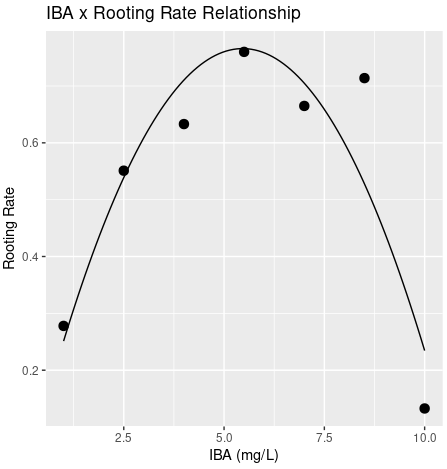 IBA x Rooting Rate Relationship
0.6
0.4
0.2
Rooting Rate
2.5 5.0 7.5 10.0
IBA (mg/L)